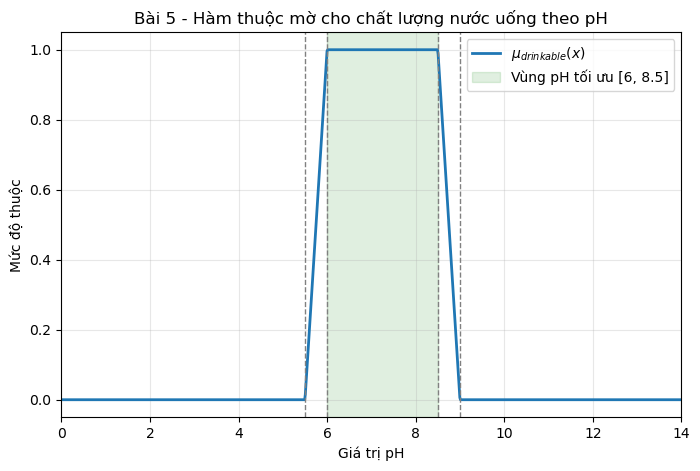 Bài 5 - Hàm thuộc mờ cho chất lượng nước uống theo pH
μ_drinkable(x)
Vùng pH tối ưu [6, 8.5]
Mức độ thuộc
1.0
0.8
0.6
0.4
0.2
0.0
0 2 4 6 8 10 12 14
Giá trị pH